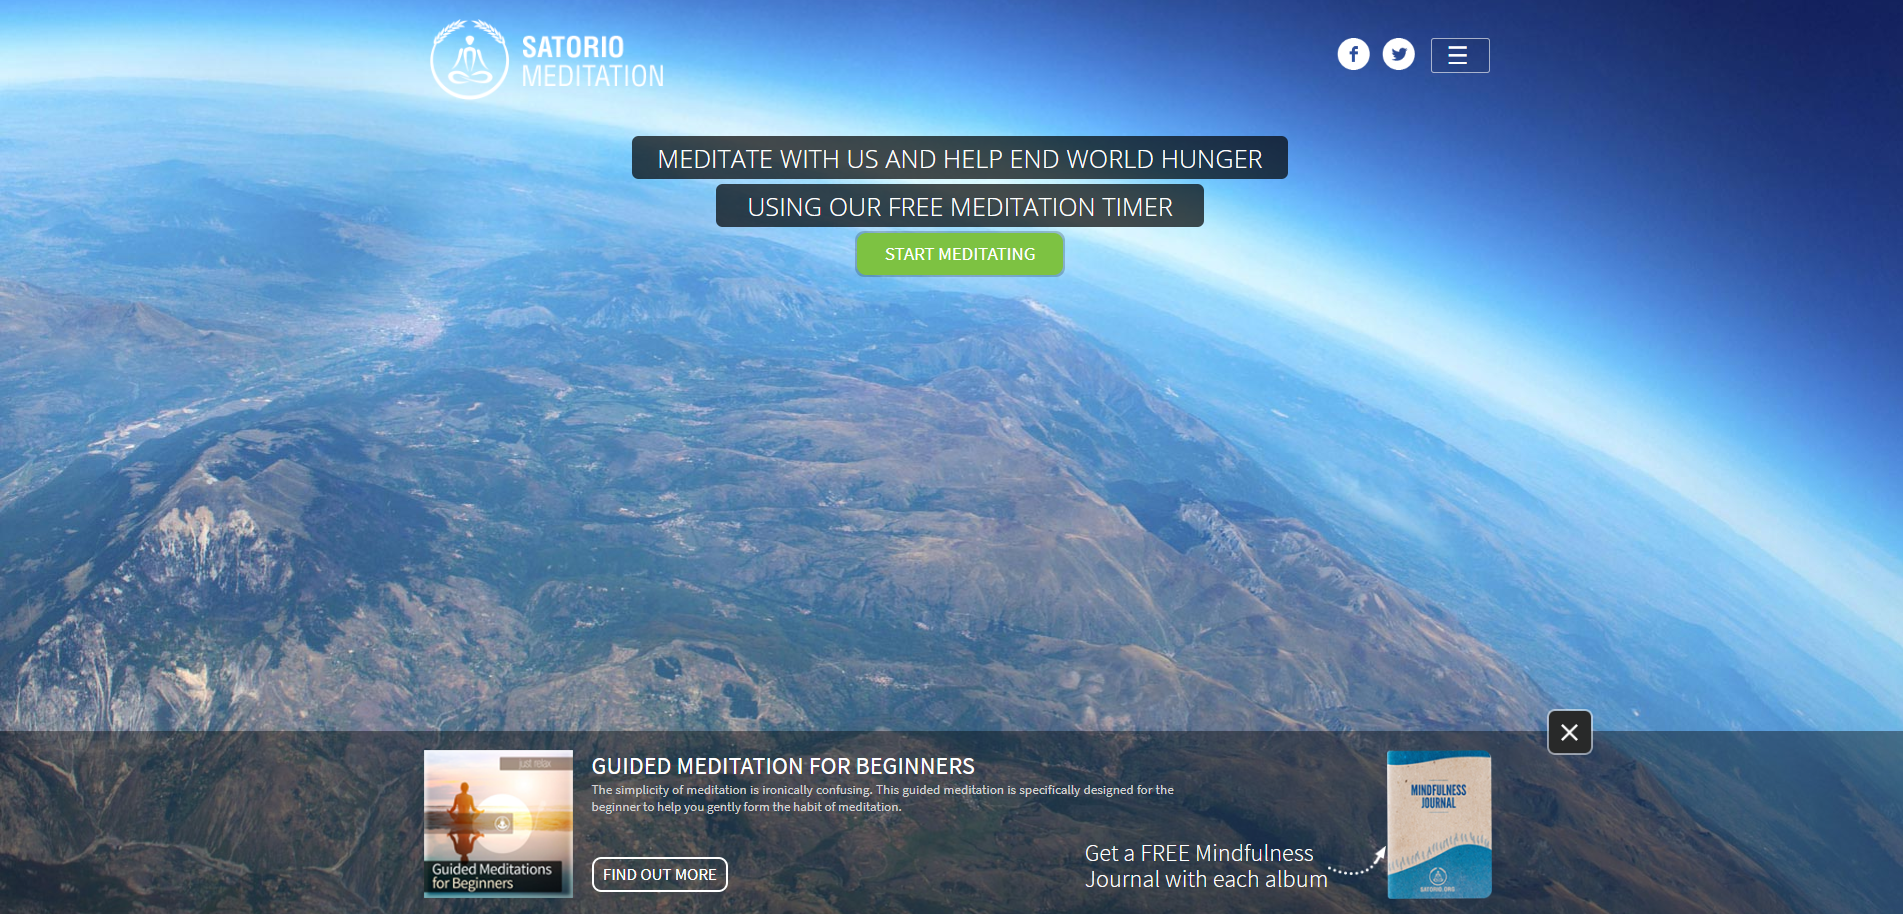 SATORIO
MEDITATION
MEDITATE WITH US AND HELP END WORLD HUNGER
USING OUR FREE MEDITATION TIMER
START MEDITATING
just relax
Guided Meditations
for Beginners
GUIDED MEDITATION FOR BEGINNERS
The simplicity of meditation is ironically confusing. This guided meditation is specifically designed for the
beginner to help you gently form the habit of meditation.
FIND OUT MORE
Get a FREE Mindfulness
Journal with each album
MINDFULNESS
JOURNAL
SATORIO.ORG